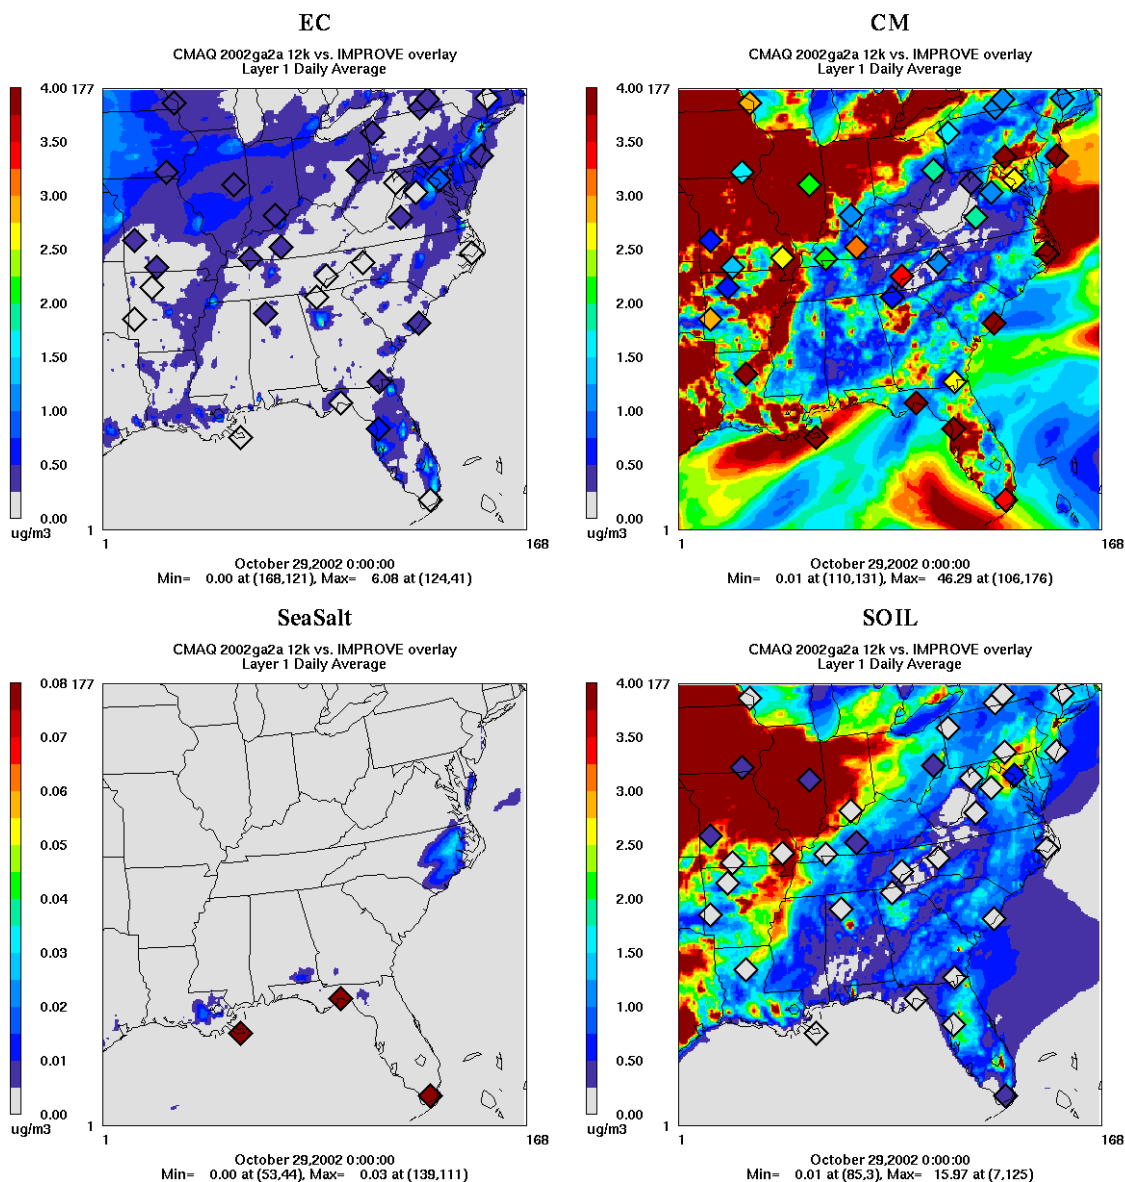 EC
CMAQ 2002ga2a 12k vs. IMPROVE overlay
Layer 1 Daily Average
4.00
3.50
3.00
2.50
2.00
1.50
1.00
0.50
0.00
ug/m3
177
1
1
168
October 29,2002 0:00:00
Min= 0.00 at (168,121), Max= 6.08 at (124,41)
CM
CMAQ 2002ga2a 12k vs. IMPROVE overlay
Layer 1 Daily Average
4.00
3.50
3.00
2.50
2.00
1.50
1.00
0.50
0.00
ug/m3
177
1
1
168
October 29,2002 0:00:00
Min= 0.01 at (110,131), Max= 46.29 at (106,176)
SeaSalt
CMAQ 2002ga2a 12k vs. IMPROVE overlay
Layer 1 Daily Average
0.08
0.07
0.06
0.05
0.04
0.03
0.02
0.01
0.00
ug/m3
177
1
1
168
October 29,2002 0:00:00
Min= 0.00 at (53,44), Max= 0.03 at (139,111)
SOIL
CMAQ 2002ga2a 12k vs. IMPROVE overlay
Layer 1 Daily Average
4.00
3.50
3.00
2.50
2.00
1.50
1.00
0.50
0.00
ug/m3
177
1
1
168
October 29,2002 0:00:00
Min= 0.01 at (85,3), Max= 15.97 at (7,125)